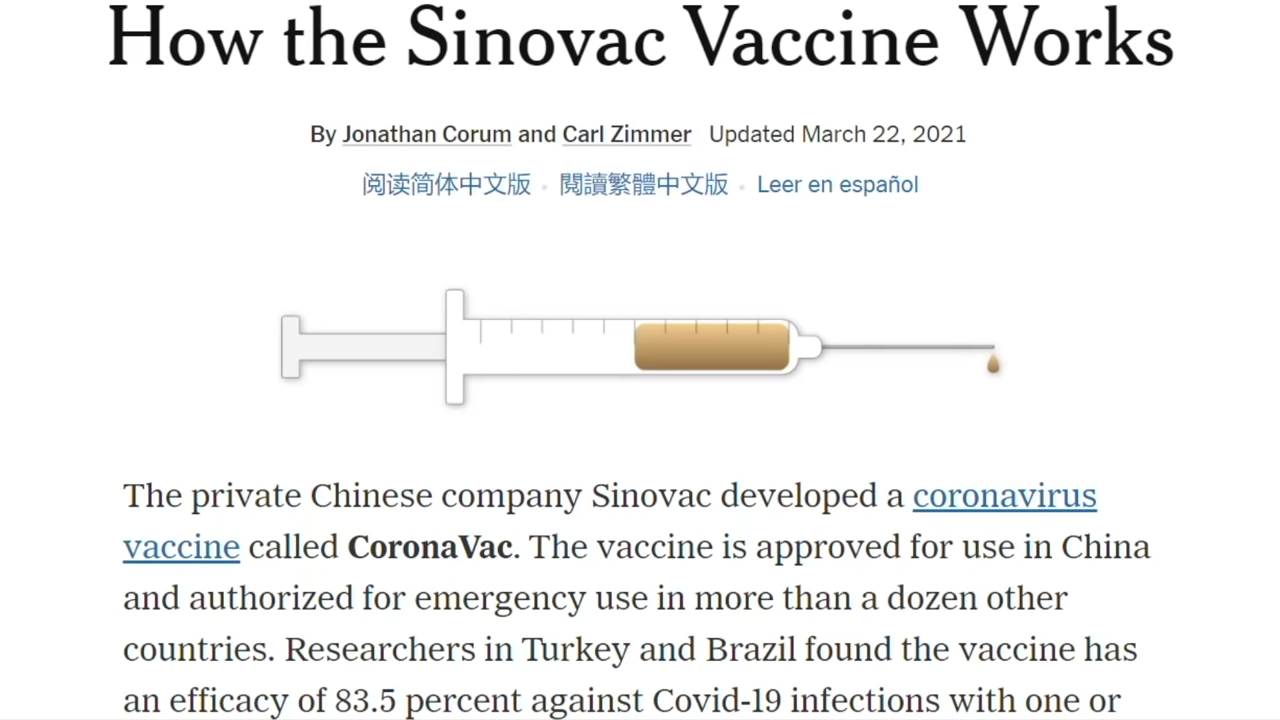 How the Sinovac Vaccine Works
By Jonathan Corum and Carl Zimmer Updated March 22, 2021
阅读简体中文版 • 閱讀繁體中文版 • Leer en español
The private Chinese company Sinovac developed a coronavirus
vaccine called CoronaVac. The vaccine is approved for use in China
and authorized for emergency use in more than a dozen other
countries. Researchers in Turkey and Brazil found the vaccine has
an efficacy of 83.5 percent against Covid-19 infections with one or